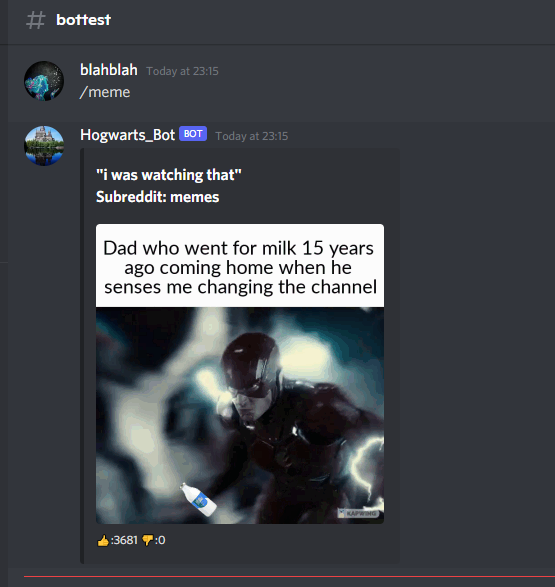 # bottest
blahblah Today at 23:15
/meme
Hogwarts_Bot BOT Today at 23:15
"i was watching that"
Subreddit: memes
Dad who went for milk 15 years
ago coming home when he
senses me changing the channel
KAPWING
👍:3681 👎:0